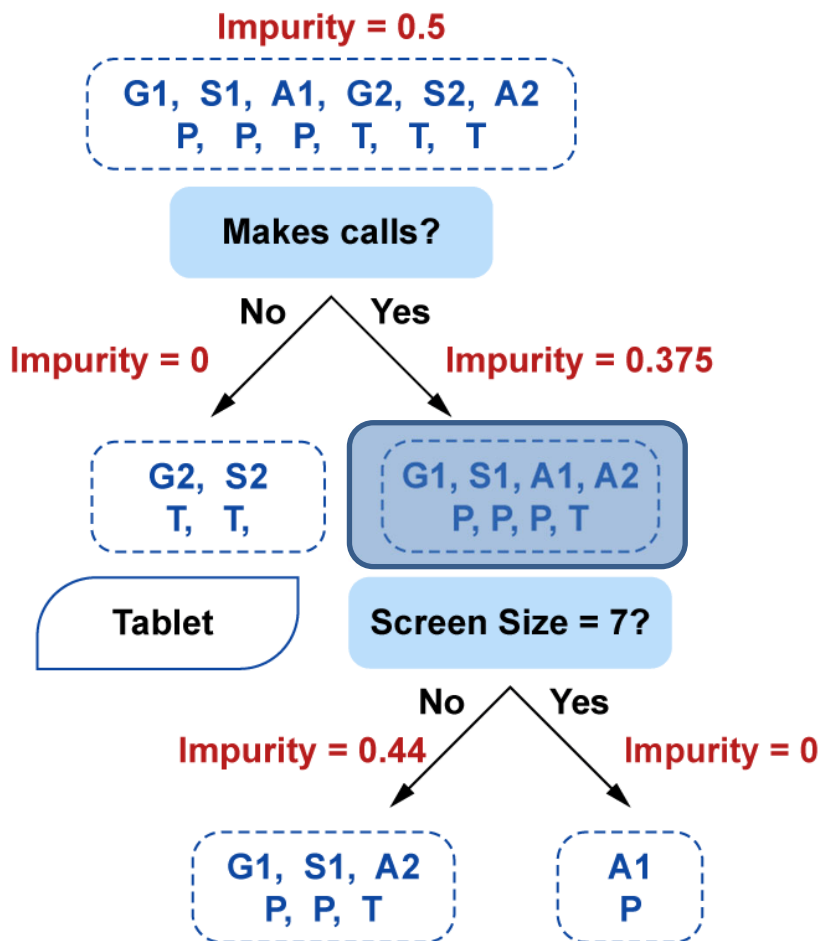 Impurity = 0.5
G1, S1, A1, G2, S2, A2
P, P, P, T, T, T
Makes calls?
No Yes
Impurity = 0 Impurity = 0.375
G2, S2
T, T,
G1, S1, A1, A2
P, P, P, T
Tablet
Screen Size = 7?
No Yes
Impurity = 0.44 Impurity = 0
G1, S1, A2
P, P, T
A1
P